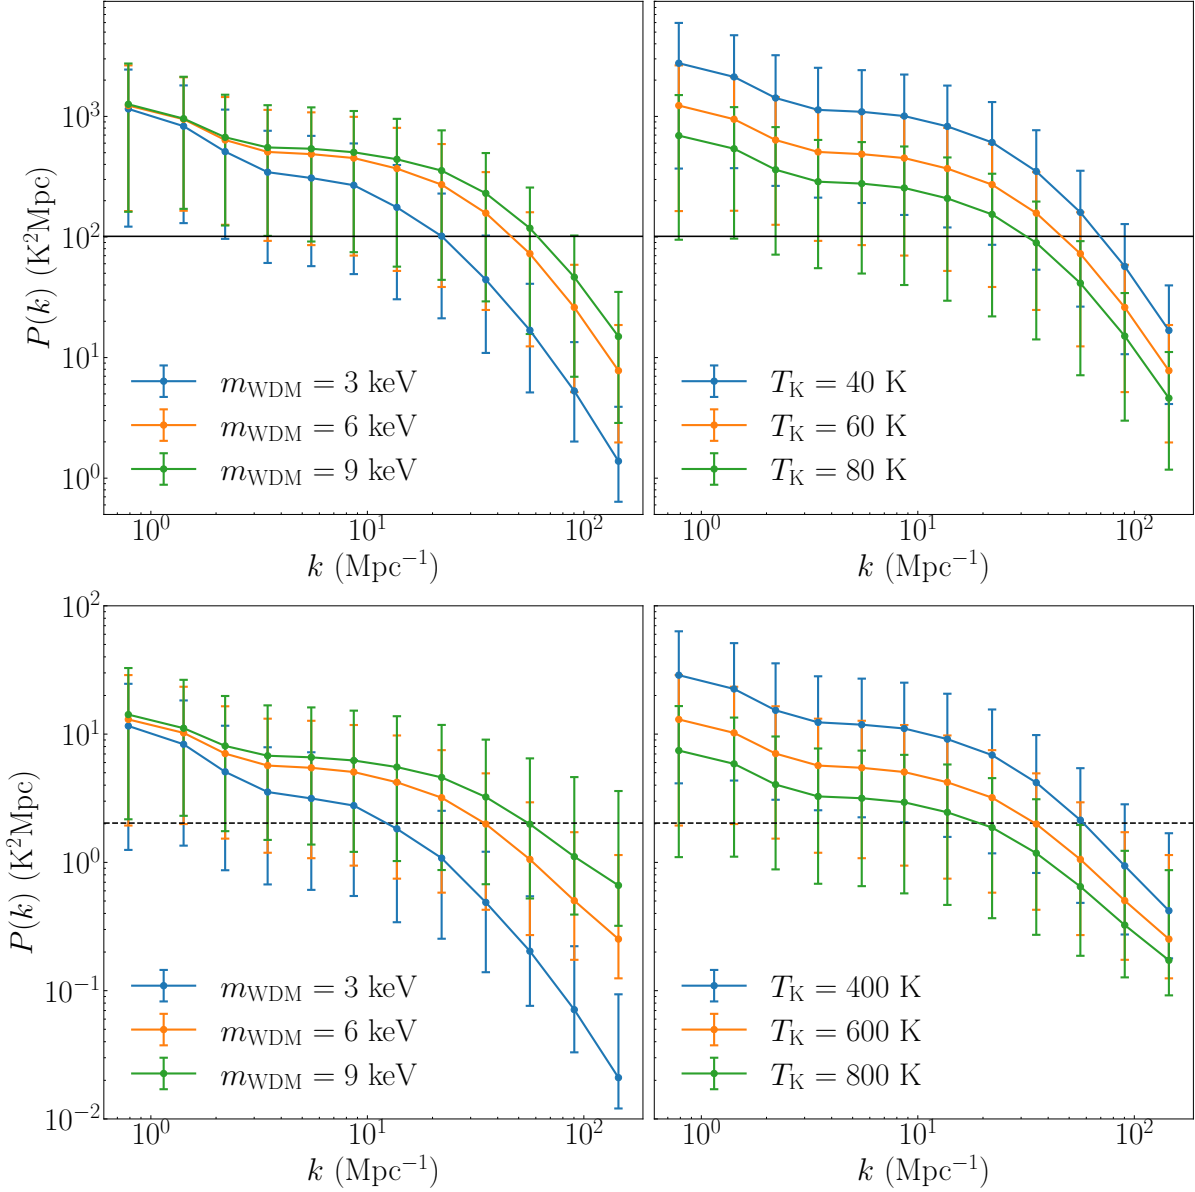 10³
10²
10¹
10⁰
P(k) (K²Mpc)
m_WDM = 3 keV
m_WDM = 6 keV
m_WDM = 9 keV
10⁰ 10¹ 10²
k (Mpc⁻¹)
T_K = 40 K
T_K = 60 K
T_K = 80 K
10⁰ 10¹ 10²
k (Mpc⁻¹)
10²
10¹
10⁰
10⁻¹
10⁻²
P(k) (K²Mpc)
m_WDM = 3 keV
m_WDM = 6 keV
m_WDM = 9 keV
10⁰ 10¹ 10²
k (Mpc⁻¹)
T_K = 400 K
T_K = 600 K
T_K = 800 K
10⁰ 10¹ 10²
k (Mpc⁻¹)